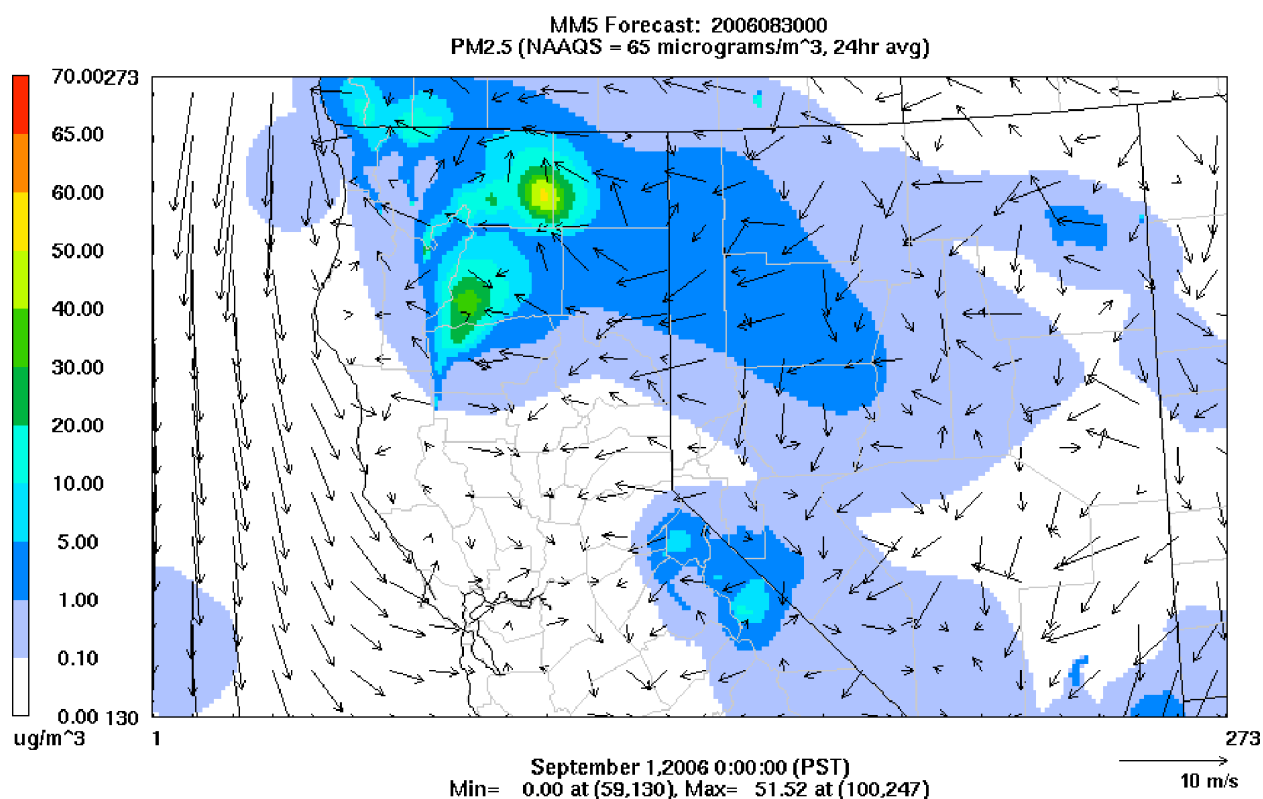 MM5 Forecast: 2006083000
PM2.5 (NAAQS = 65 micrograms/m^3, 24hr avg)
70.00
65.00
60.00
50.00
40.00
30.00
20.00
10.00
5.00
1.00
0.10
0.00
ug/m^3
273
130
1
273
September 1,2006 0:00:00 (PST)
Min= 0.00 at (59,130), Max= 51.52 at (100,247)
10 m/s